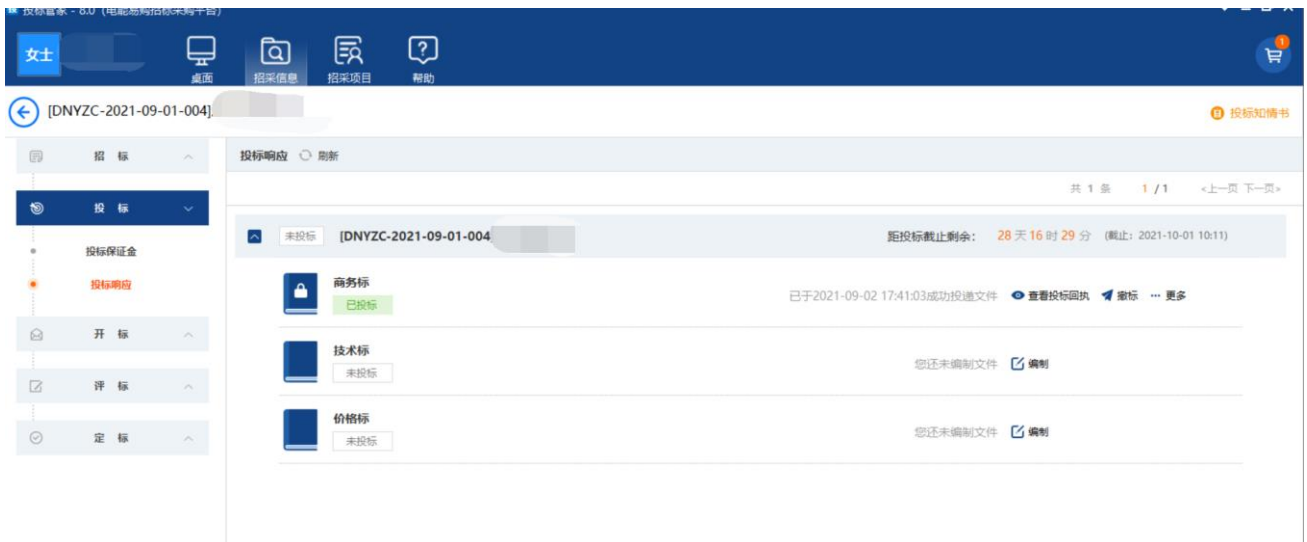 投标管家 - 8.0 (电能易购招标采购平台)
女士
桌面
招采信息
招采项目
帮助
1
[DNYZC-2021-09-01-004]
投标知情书
招 标
投标响应 刷新
共 1 条 1 / 1 <上一页 下一页>
投 标
未投标 [DNYZC-2021-09-01-004 距投标截止剩余: 28 天 16 时 29 分 (截止: 2021-10-01 10:11)
投标保证金
投标响应
商务标
已投标
已于2021-09-02 17:41:03成功投递文件 查看投标回执 撤标 ··· 更多
开 标
技术标
未投标
您还未编制文件 编制
评 标
价格标
未投标
您还未编制文件 编制
定 标